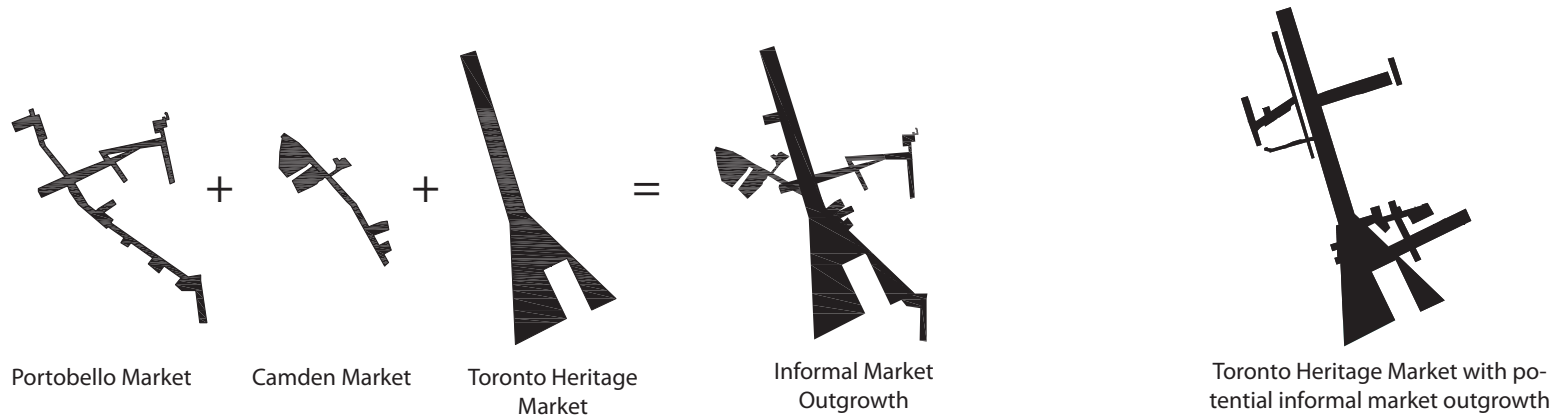 + + =
Portobello Market
Camden Market
Toronto Heritage
Market
Informal Market
Outgrowth
Toronto Heritage Market with po-
tential informal market outgrowth